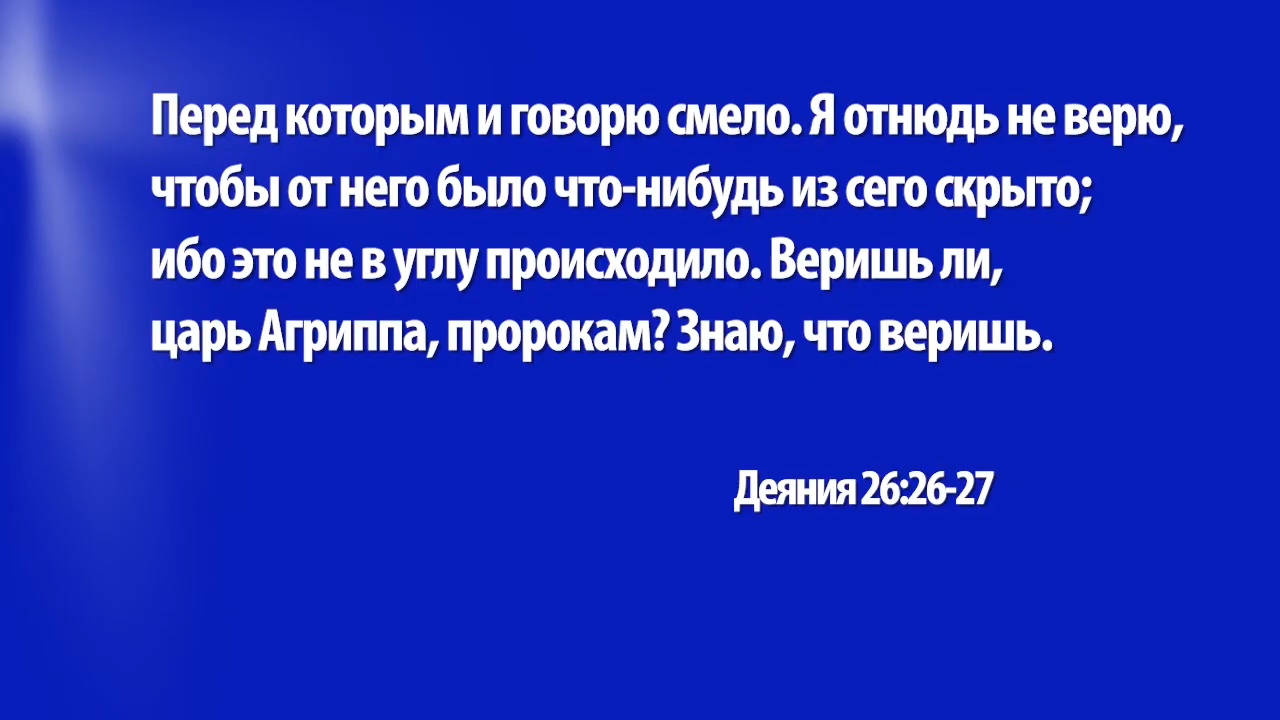 Перед которым и говорю смело. Я отнюдь не верю,
чтобы от него было что-нибудь из сего скрыто;
ибо это не в углу происходило. Веришь ли,
царь Агриппа, пророкам? Знаю, что веришь.
Деяния 26:26-27